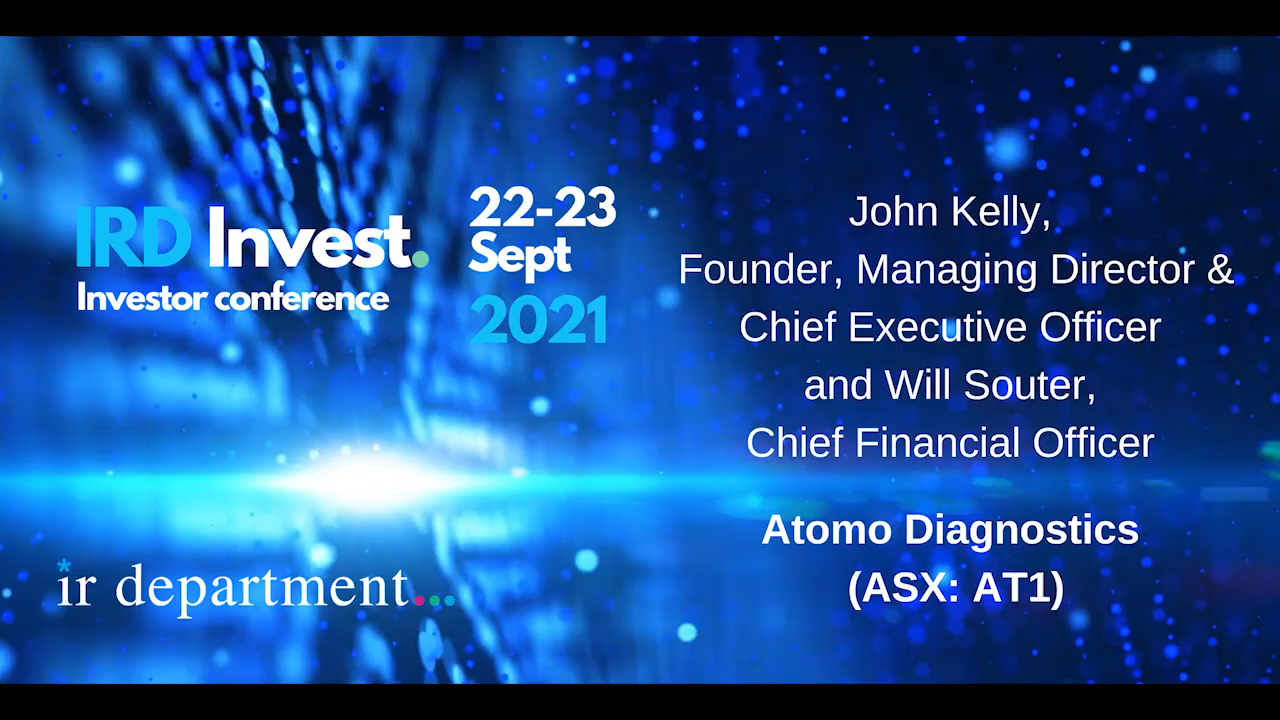 IRD Invest.
Investor conference
22-23
Sept
2021
ir department...
John Kelly,
Founder, Managing Director &
Chief Executive Officer
and Will Souter,
Chief Financial Officer
Atomo Diagnostics
(ASX: AT1)